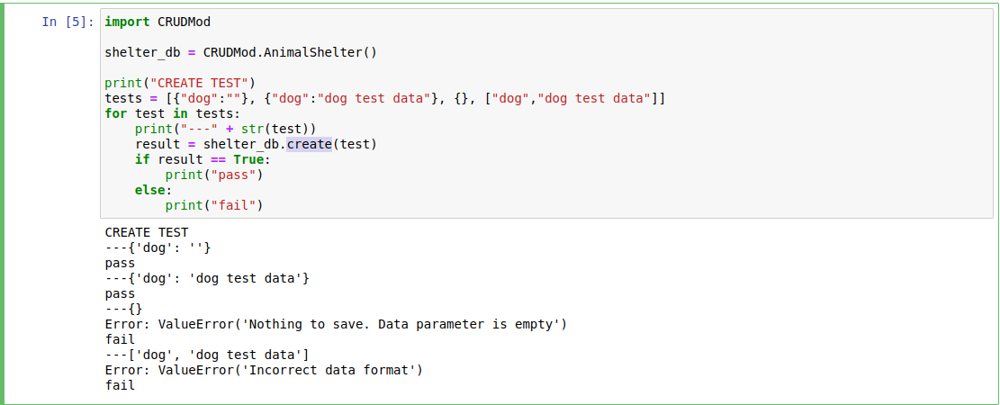 In [5]: import CRUDMod
shelter_db = CRUDMod.AnimalShelter()
print("CREATE TEST")
tests = [{"dog":""}, {"dog":"dog test data"}, {}, ["dog","dog test data"]]
for test in tests:
    print("---" + str(test))
    result = shelter_db.create(test)
    if result == True:
        print("pass")
    else:
        print("fail")
CREATE TEST
---{'dog': ''}
pass
---{'dog': 'dog test data'}
pass
---{}
Error: ValueError('Nothing to save. Data parameter is empty')
fail
---['dog', 'dog test data']
Error: ValueError('Incorrect data format')
fail